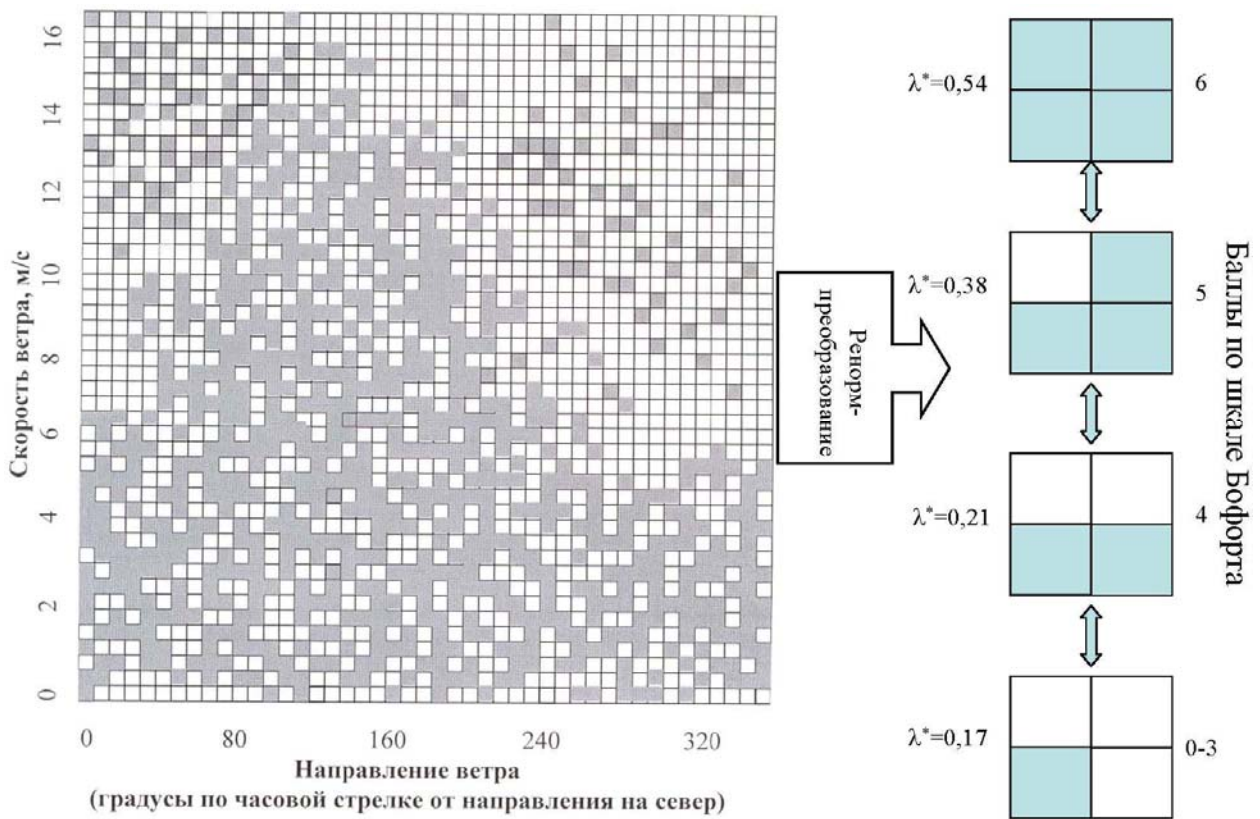 Скорость ветра, м/с
16
14
12
10
8
6
4
2
0
0 80 160 240 320
Направление ветра
(градусы по часовой стрелке от направления на север)
Ренорм-
преобразование
λ*=0,54
6
λ*=0,38
5
λ*=0,21
4
λ*=0,17
0-3
Баллы по шкале Бофорта